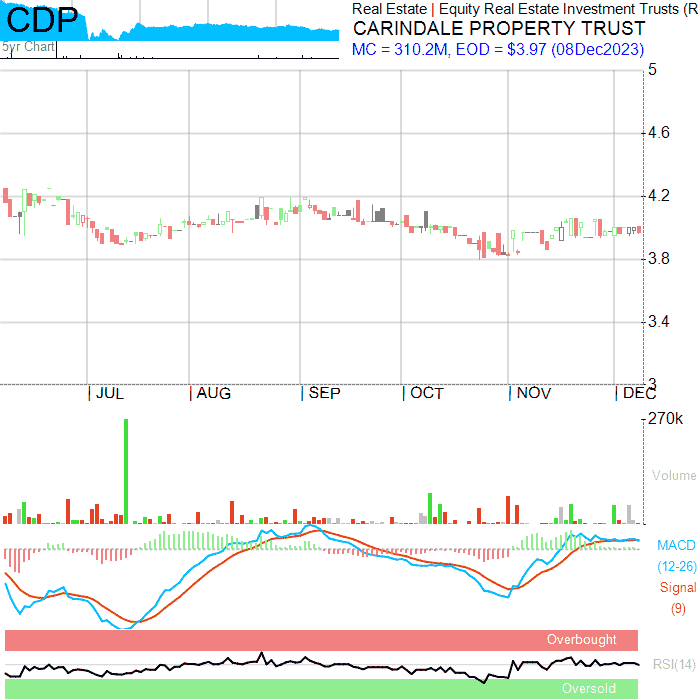 CDP
5yr Chart
Real Estate | Equity Real Estate Investment Trusts (R
CARINDALE PROPERTY TRUST
MC = 310.2M, EOD = $3.97 (08Dec2023)
5
4.6
4.2
3.8
3.4
3
JUL AUG SEP OCT NOV DEC
270k
Volume
MACD
(12-26)
Signal
(9)
Overbought
RSI(14)
Oversold